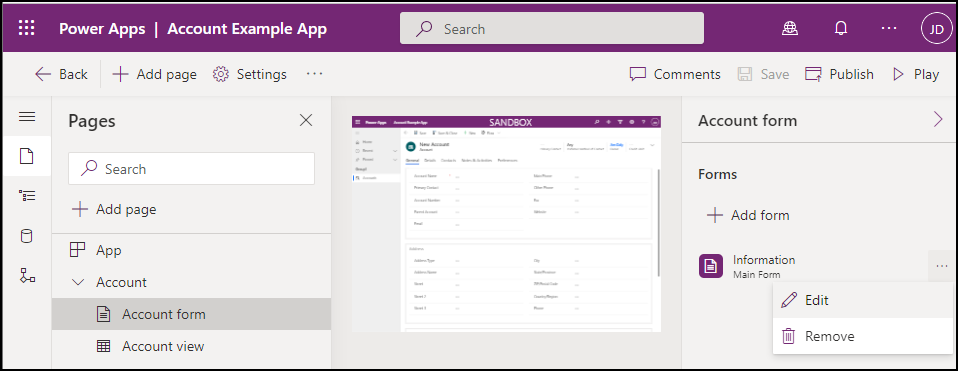 Power Apps | Account Example App
Search
JD
Back
Add page
Settings
Comments
Save
Publish
Play
Pages
Search
Add page
App
Account
Account form
Account view
Power Apps Account Example App
SANDBOX
New Account
Account
General Details Contacts Notes & Activities Preferences
Account Name
Main Phone
Primary Contact
Other Phone
Account Number
Fax
Parent Account
Website
Email
Address
Address Type
City
Address Name
State/Province
Street
ZIP/Postal Code
Street 2
Country/Region
Street 3
Phone
Account form
Forms
Add form
Information
Main Form
Edit
Remove